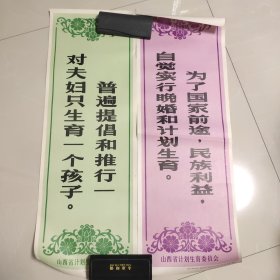 为了国家前途，民族利益，
自觉实行晚婚和计划生育。
山西省计划生育委员会
普遍提倡和推行一
对夫妇只生育一个孩子。
山西省计划生